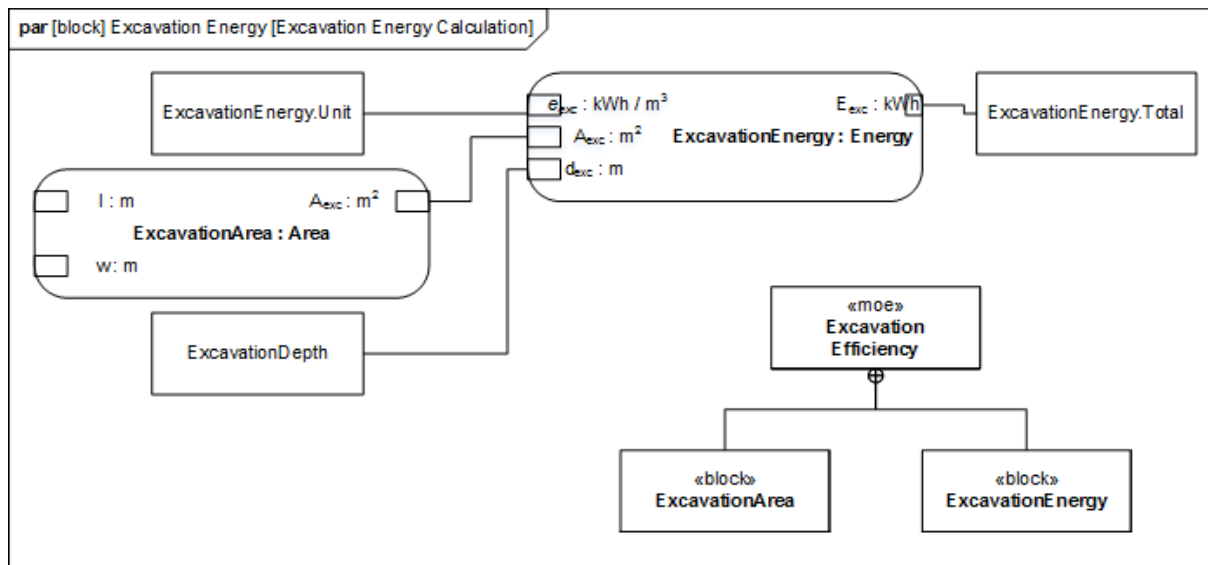 par [block] Excavation Energy [Excavation Energy Calculation]
ExcavationEnergy.Unit
eₑₓc : kWh / m³
Aₑₓc : m²
dₑₓc : m
Eₑₓc : kWh
ExcavationEnergy : Energy
ExcavationEnergy.Total
l : m
Aₑₓc : m²
ExcavationArea : Area
w: m
ExcavationDepth
«moe»
Excavation
Efficiency
«block»
ExcavationArea
«block»
ExcavationEnergy